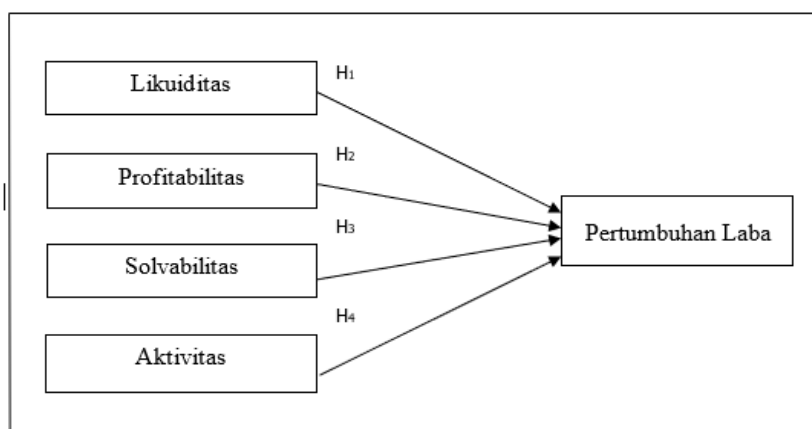 Likuiditas
H₁
Profitabilitas
H₂
Solvabilitas
H₃
Aktivitas
H₄
Pertumbuhan Laba